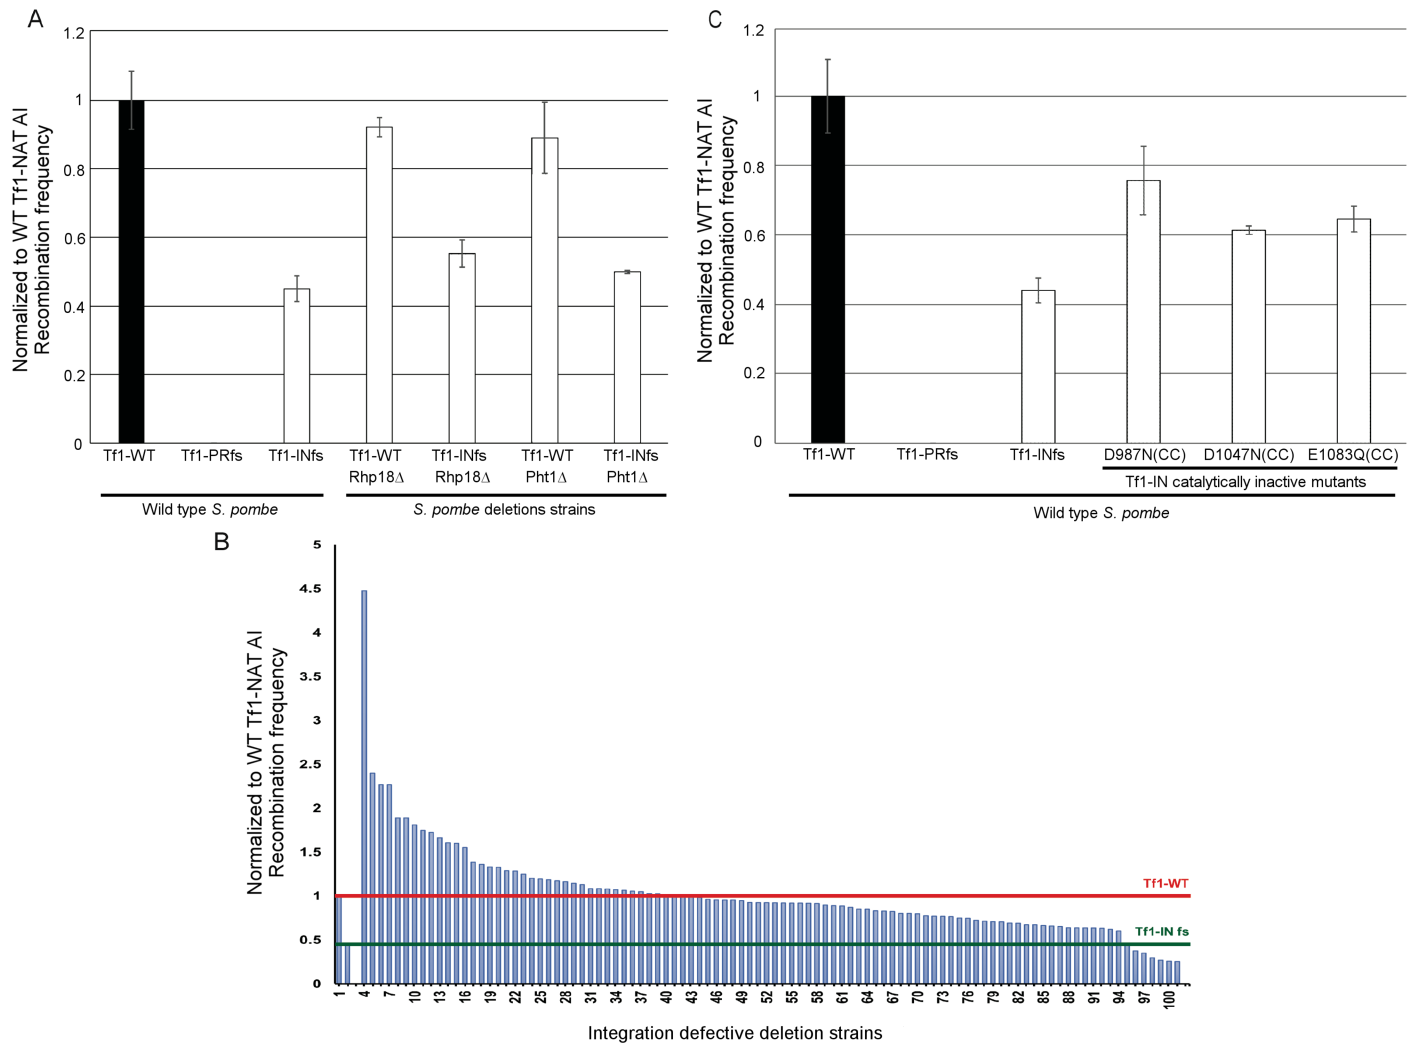 A
Normalized to WT Tf1-NAT AI
Recombination frequency
1.2
1
0.8
0.6
0.4
0.2
0
Tf1-WT Tf1-PRfs Tf1-INfs Tf1-WT Tf1-INfs Tf1-WT Tf1-INfs
Rhp18Δ Rhp18Δ Pht1Δ Pht1Δ
Wild type S. pombe S. pombe deletions strains
C
Normalized to WT Tf1-NAT AI
Recombination frequency
1.2
1
0.8
0.6
0.4
0.2
0
Tf1-WT Tf1-PRfs Tf1-INfs D987N(CC) D1047N(CC) E1083Q(CC)
Tf1-IN catalytically inactive mutants
Wild type S. pombe
B
Normalized to WT Tf1-NAT AI
Recombination frequency
5
4.5
4
3.5
3
2.5
2
1.5
1
0.5
0
Tf1-WT
Tf1-IN fs
1 4 7 10 13 16 19 22 25 28 31 34 37 40 43 46 49 52 55 58 61 64 67 70 73 76 79 82 85 88 91 94 97 100
Integration defective deletion strains